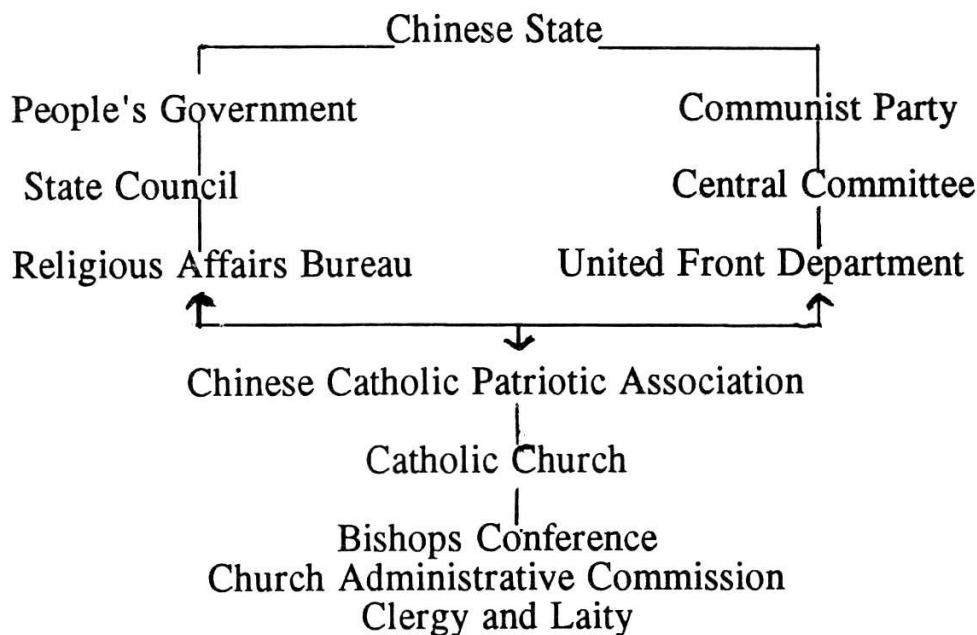 Chinese State
People's Government
Communist Party
State Council
Central Committee
Religious Affairs Bureau
United Front Department
Chinese Catholic Patriotic Association
Catholic Church
Bishops Conference
Church Administrative Commission
Clergy and Laity